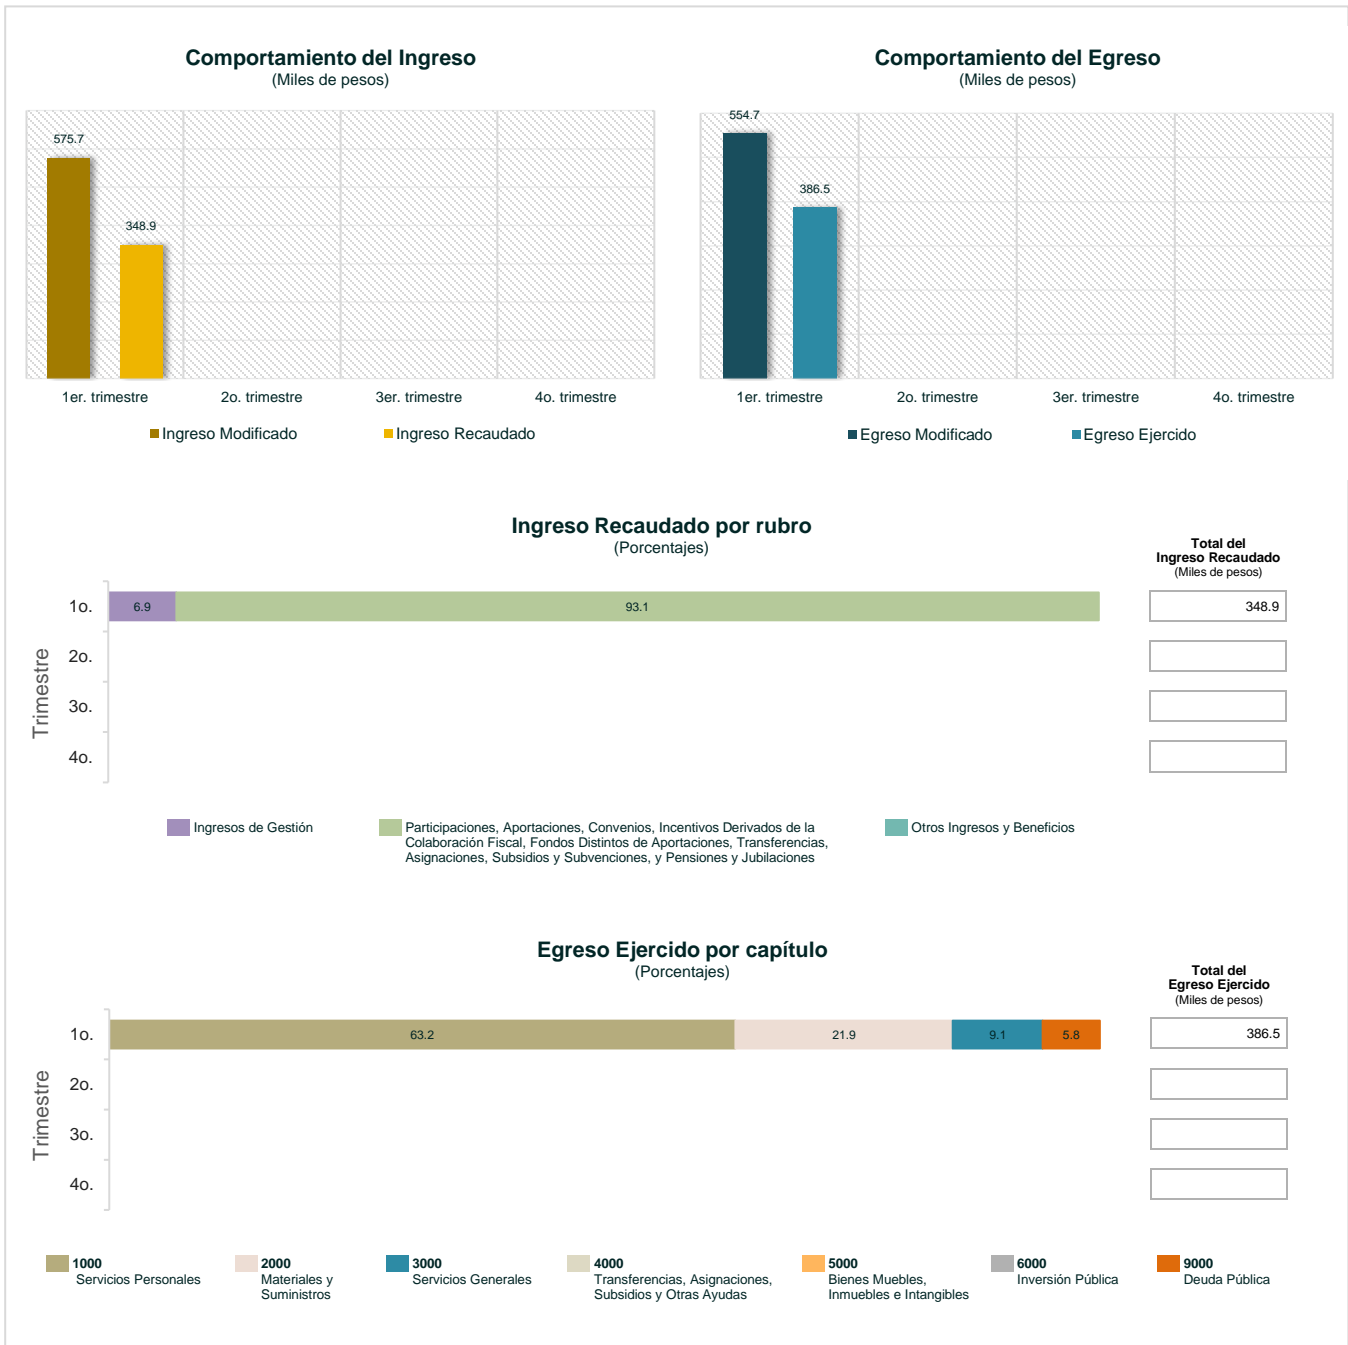 Comportamiento del Ingreso
(Miles de pesos)
575.7
348.9
1er. trimestre
2o. trimestre
3er. trimestre
4o. trimestre
Ingreso Modificado
Ingreso Recaudado
Comportamiento del Egreso
(Miles de pesos)
554.7
386.5
1er. trimestre
2o. trimestre
3er. trimestre
4o. trimestre
Egreso Modificado
Egreso Ejercido
Ingreso Recaudado por rubro
(Porcentajes)
Total del
Ingreso Recaudado
(Miles de pesos)
Trimestre
1o.
6.9
93.1
348.9
2o.
3o.
4o.
Ingresos de Gestión
Participaciones, Aportaciones, Convenios, Incentivos Derivados de la
Colaboración Fiscal, Fondos Distintos de Aportaciones, Transferencias,
Asignaciones, Subsidios y Subvenciones, y Pensiones y Jubilaciones
Otros Ingresos y Beneficios
Egreso Ejercido por capítulo
(Porcentajes)
Total del
Egreso Ejercido
(Miles de pesos)
Trimestre
1o.
63.2
21.9
9.1
5.8
386.5
2o.
3o.
4o.
1000
Servicios Personales
2000
Materiales y
Suministros
3000
Servicios Generales
4000
Transferencias, Asignaciones,
Subsidios y Otras Ayudas
5000
Bienes Muebles,
Inmuebles e Intangibles
6000
Inversión Pública
9000
Deuda Pública